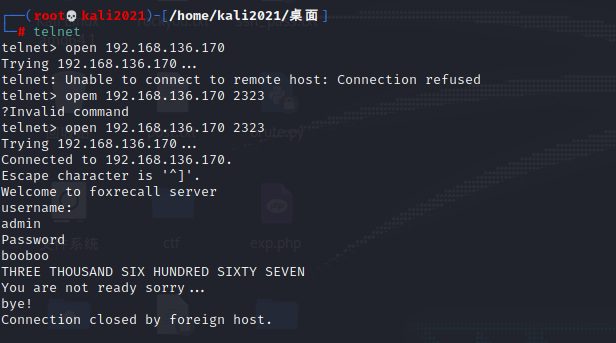 (root💀kali2021)-[/home/kali2021/桌面]
# telnet
telnet> open 192.168.136.170
Trying 192.168.136.170...
telnet: Unable to connect to remote host: Connection refused
telnet> opem 192.168.136.170 2323
?Invalid command
telnet> open 192.168.136.170 2323
Trying 192.168.136.170...
Connected to 192.168.136.170.
Escape character is '^]'.
Welcome to foxrecall server
username:
admin
Password
booboo
THREE THOUSAND SIX HUNDRED SIXTY SEVEN
You are not ready sorry...
bye!
Connection closed by foreign host.
文件系统
ctf
exp.php